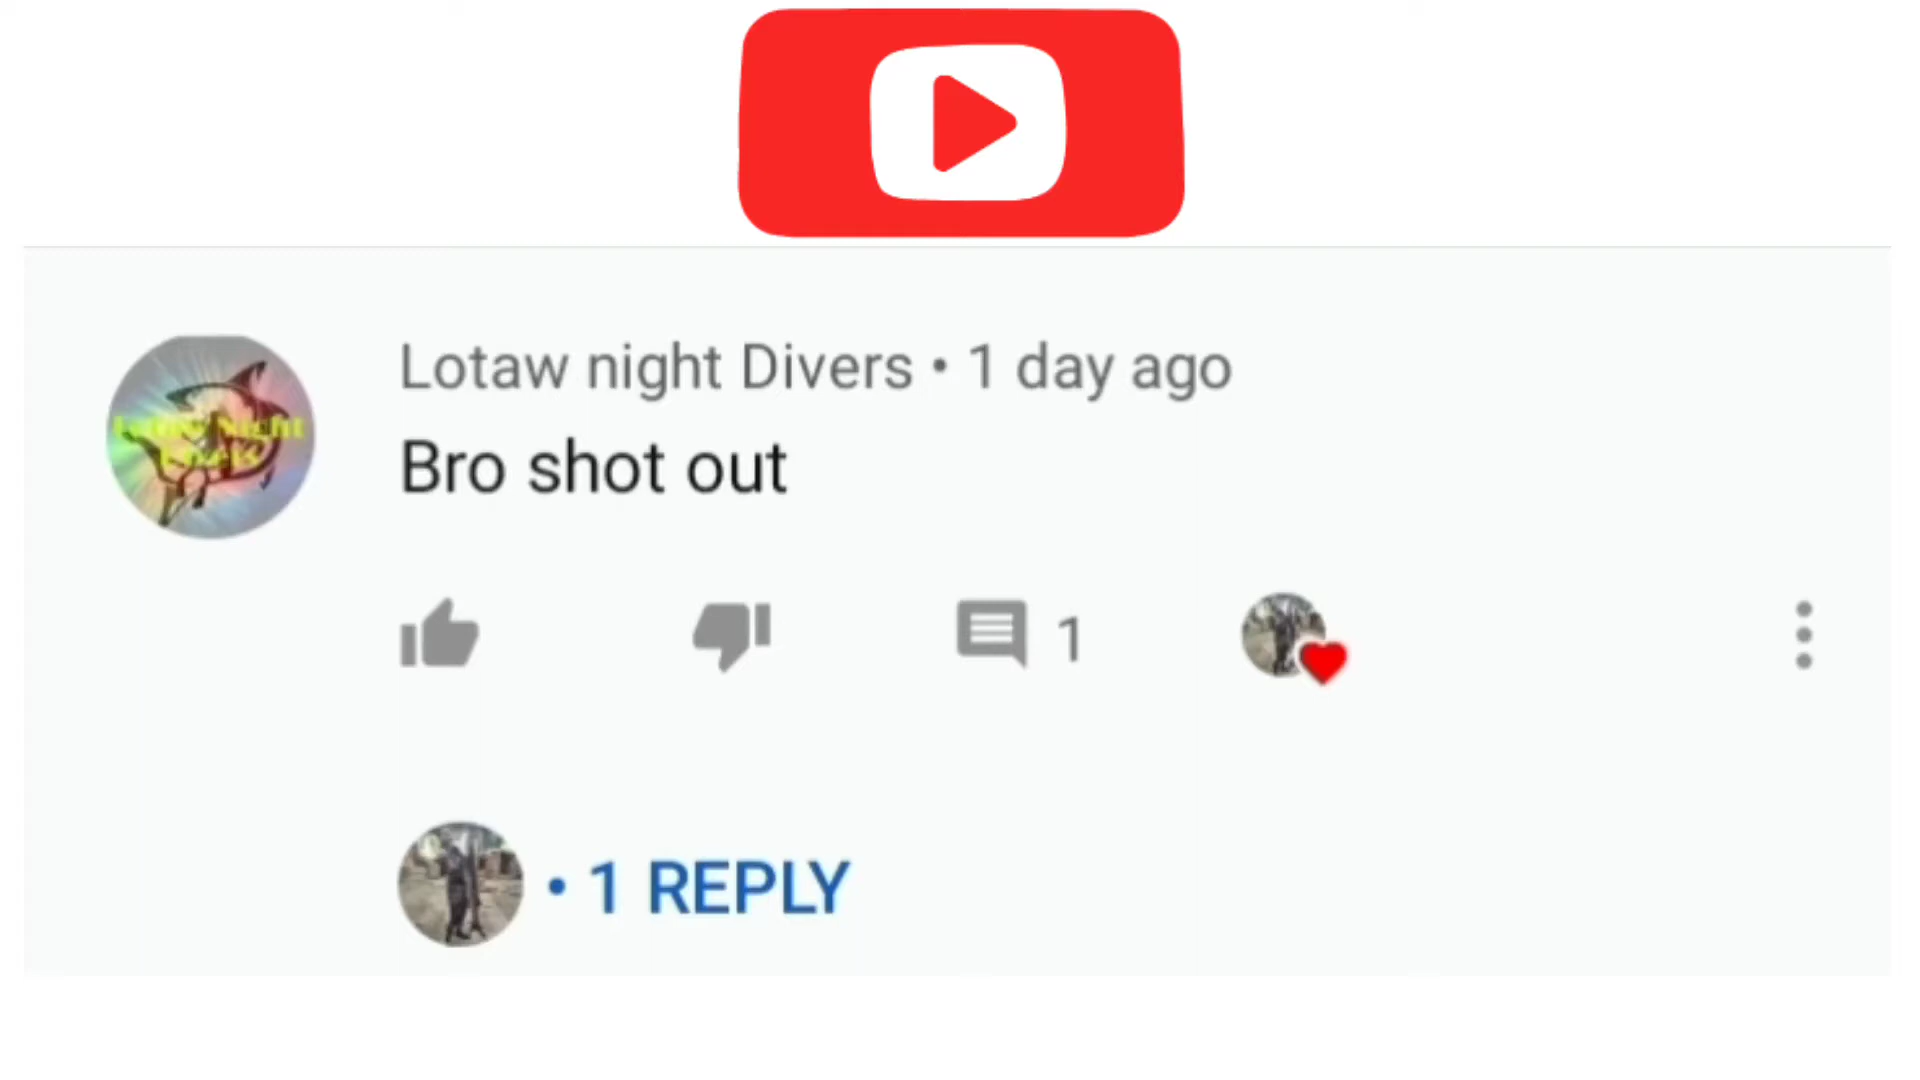 Lotaw night Divers • 1 day ago
Bro shot out
1
• 1 REPLY